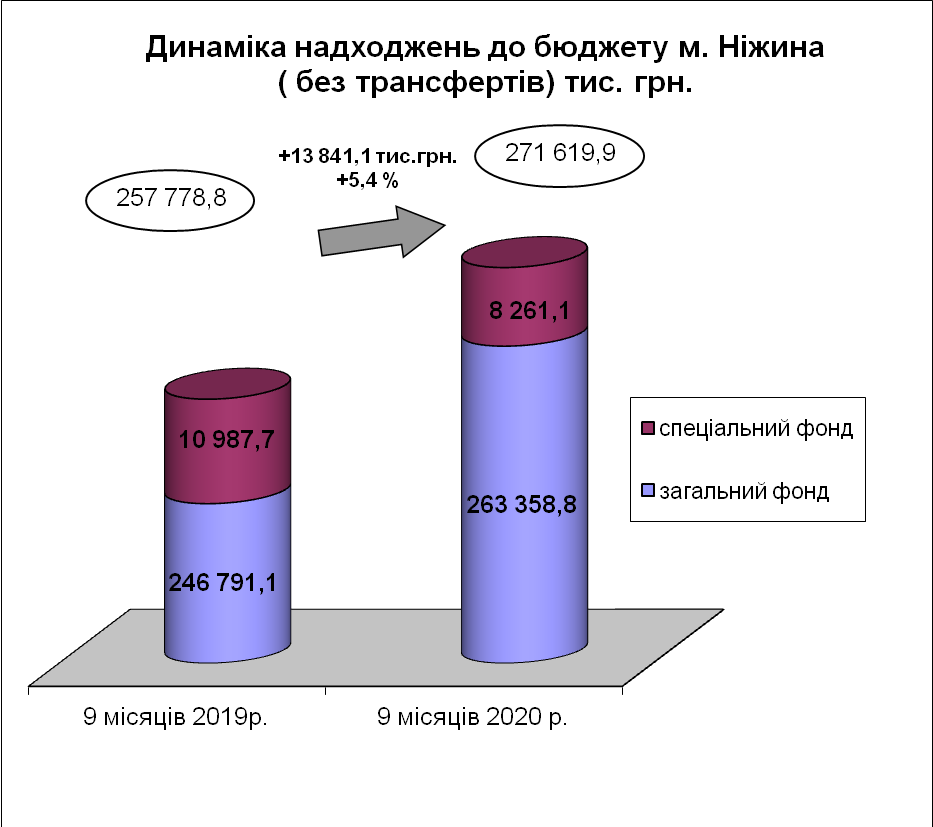 Динаміка надходжень до бюджету м. Ніжина
( без трансфертів) тис. грн.
+13 841,1 тис.грн.
+5,4 %
271 619,9
257 778,8
8 261,1
10 987,7
263 358,8
246 791,1
спеціальний фонд
загальний фонд
9 місяців 2019р.
9 місяців 2020 р.